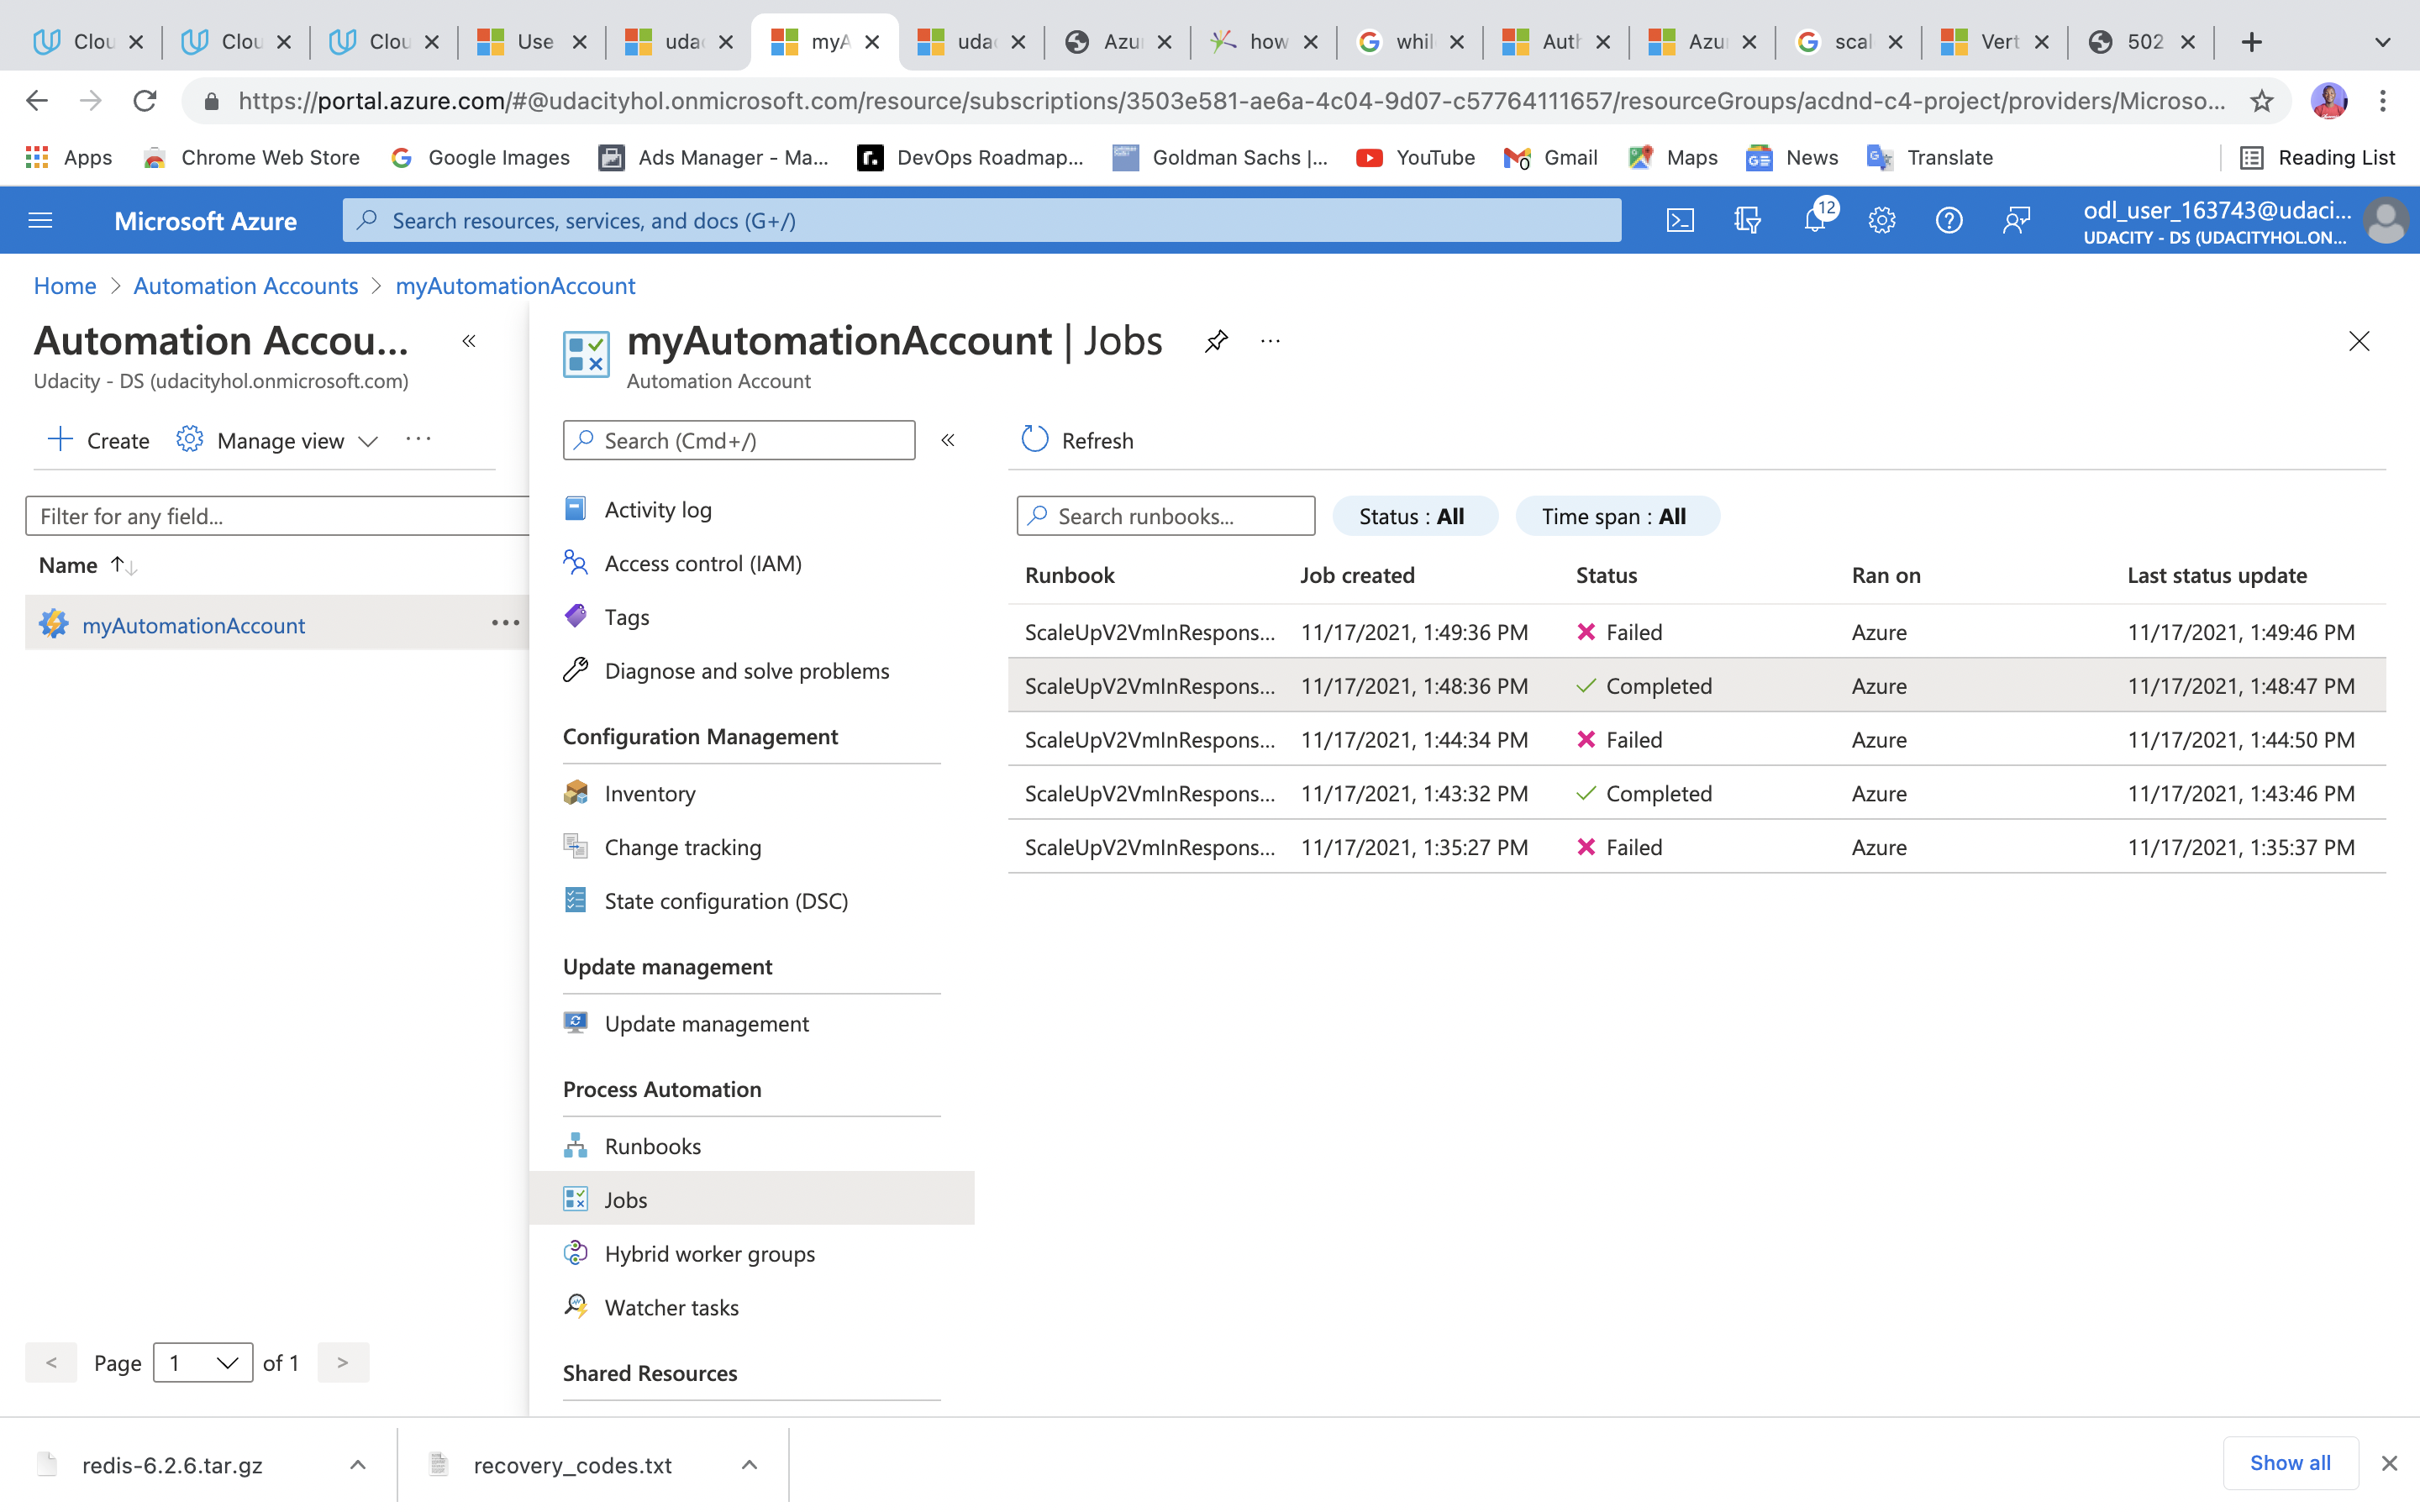 Clou
Clou
Clou
Use
uda
myA
uda
Azu
how
whil
Auth
Azu
scal
Vert
502
https://portal.azure.com/#@udacityhol.onmicrosoft.com/resource/subscriptions/3503e581-ae6a-4c04-9d07-c57764111657/resourceGroups/acdnd-c4-project/providers/Microso...
Apps
Chrome Web Store
Google Images
Ads Manager - Ma...
DevOps Roadmap...
Goldman Sachs |...
YouTube
Gmail
Maps
News
Translate
Reading List
Microsoft Azure
Search resources, services, and docs (G+/)
12
odl_user_163743@udaci...
UDACITY - DS (UDACITYHOL.ON...
Home > Automation Accounts > myAutomationAccount
Automation Accou...
Udacity - DS (udacityhol.onmicrosoft.com)
Create
Manage view
Filter for any field...
Name
myAutomationAccount
Page 1 of 1
myAutomationAccount | Jobs
Automation Account
Search (Cmd+/)
Activity log
Access control (IAM)
Tags
Diagnose and solve problems
Configuration Management
Inventory
Change tracking
State configuration (DSC)
Update management
Update management
Process Automation
Runbooks
Jobs
Hybrid worker groups
Watcher tasks
Shared Resources
Refresh
Search runbooks...
Status : All
Time span : All
Runbook Job created Status Ran on Last status update
ScaleUpV2VmInRespons... 11/17/2021, 1:49:36 PM Failed Azure 11/17/2021, 1:49:46 PM
ScaleUpV2VmInRespons... 11/17/2021, 1:48:36 PM Completed Azure 11/17/2021, 1:48:47 PM
ScaleUpV2VmInRespons... 11/17/2021, 1:44:34 PM Failed Azure 11/17/2021, 1:44:50 PM
ScaleUpV2VmInRespons... 11/17/2021, 1:43:32 PM Completed Azure 11/17/2021, 1:43:46 PM
ScaleUpV2VmInRespons... 11/17/2021, 1:35:27 PM Failed Azure 11/17/2021, 1:35:37 PM
redis-6.2.6.tar.gz
recovery_codes.txt
Show all